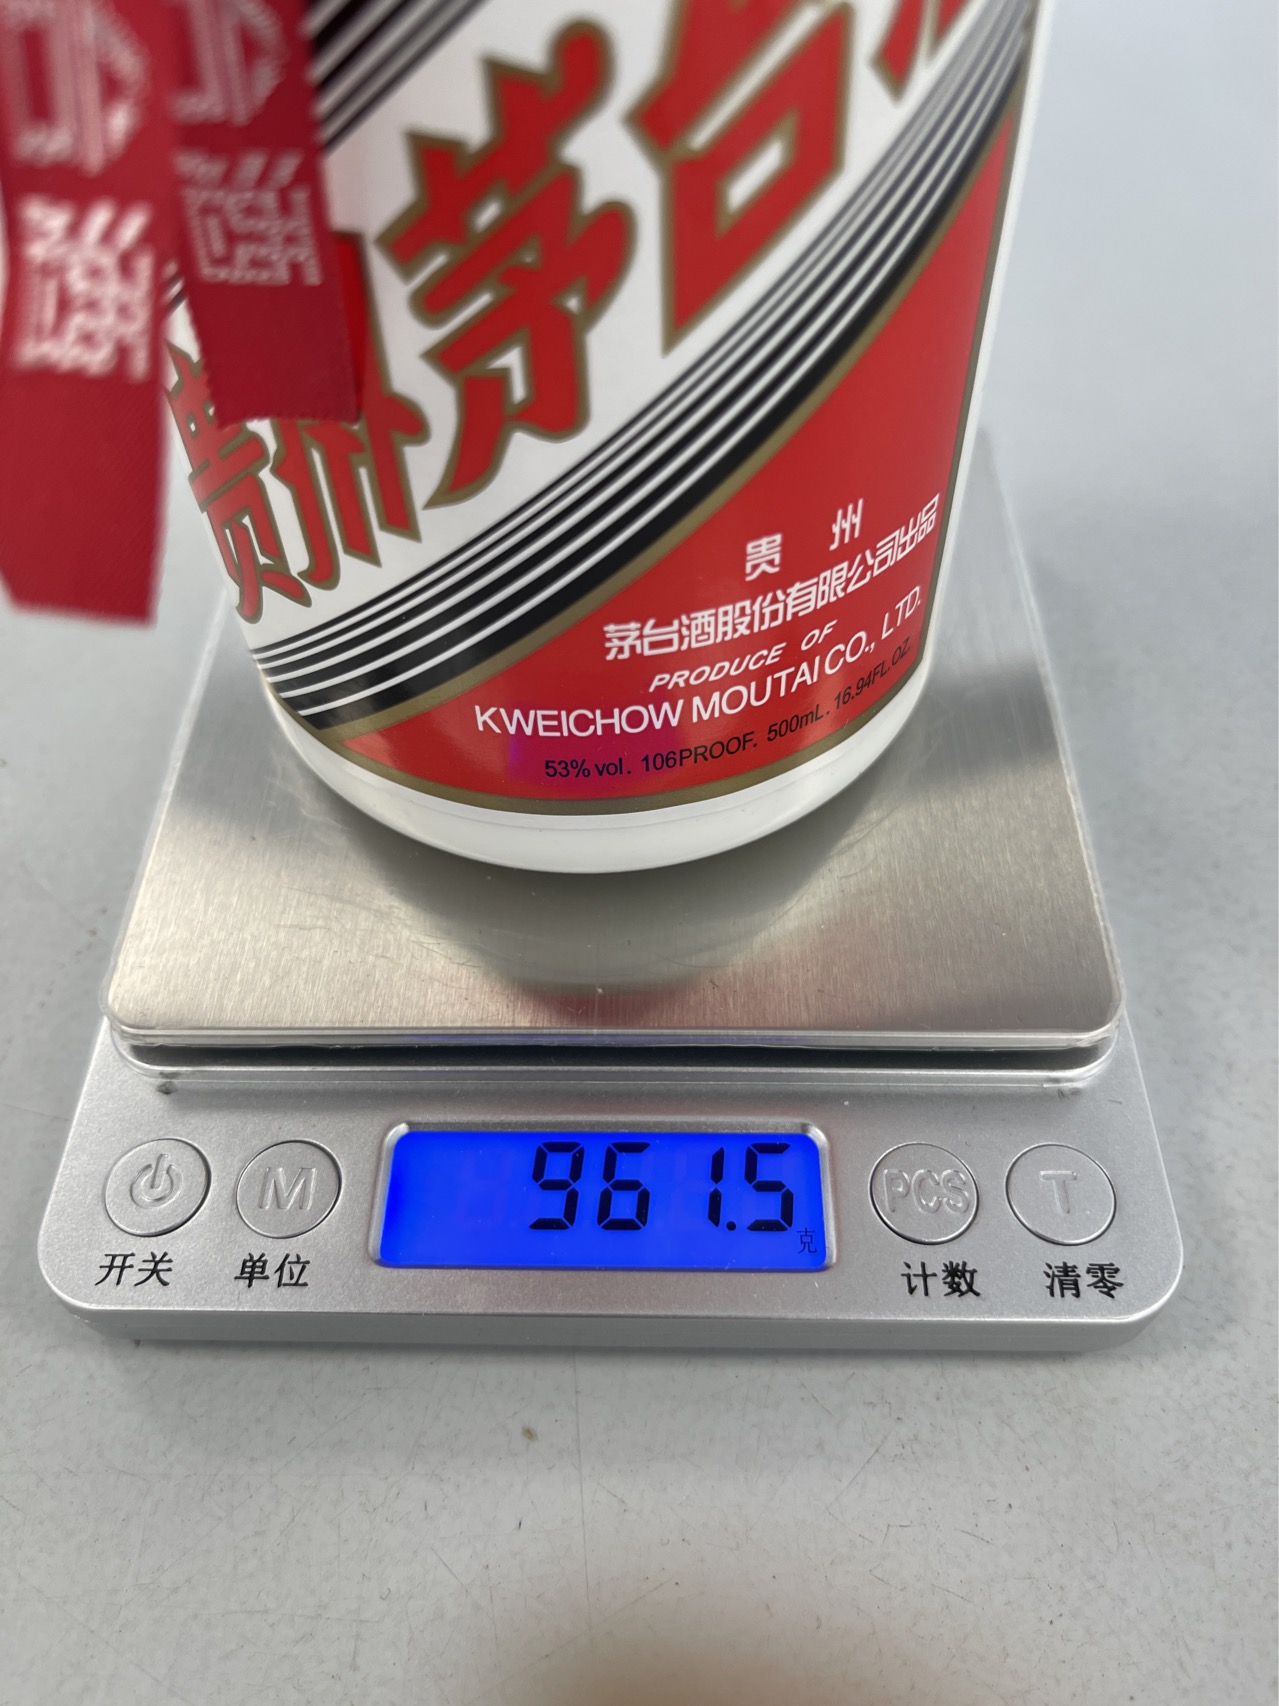 贵州茅台
贵 州
茅台酒股份有限公司出品
PRODUCE OF
KWEICHOW MOUTAI CO., LTD.
53% vol. 106PROOF. 500mL. 16.94FL.OZ.
961.5
克
M
PCS
T
开关
单位
计数
清零